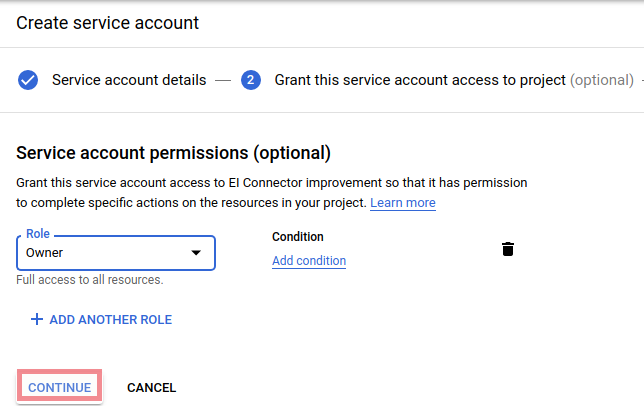 Create service account
Service account details — 2 Grant this service account access to project (optional)
Service account permissions (optional)
Grant this service account access to EI Connector improvement so that it has permission
to complete specific actions on the resources in your project. Learn more
Role
Owner
Full access to all resources.
Condition
Add condition
+ ADD ANOTHER ROLE
CONTINUE CANCEL